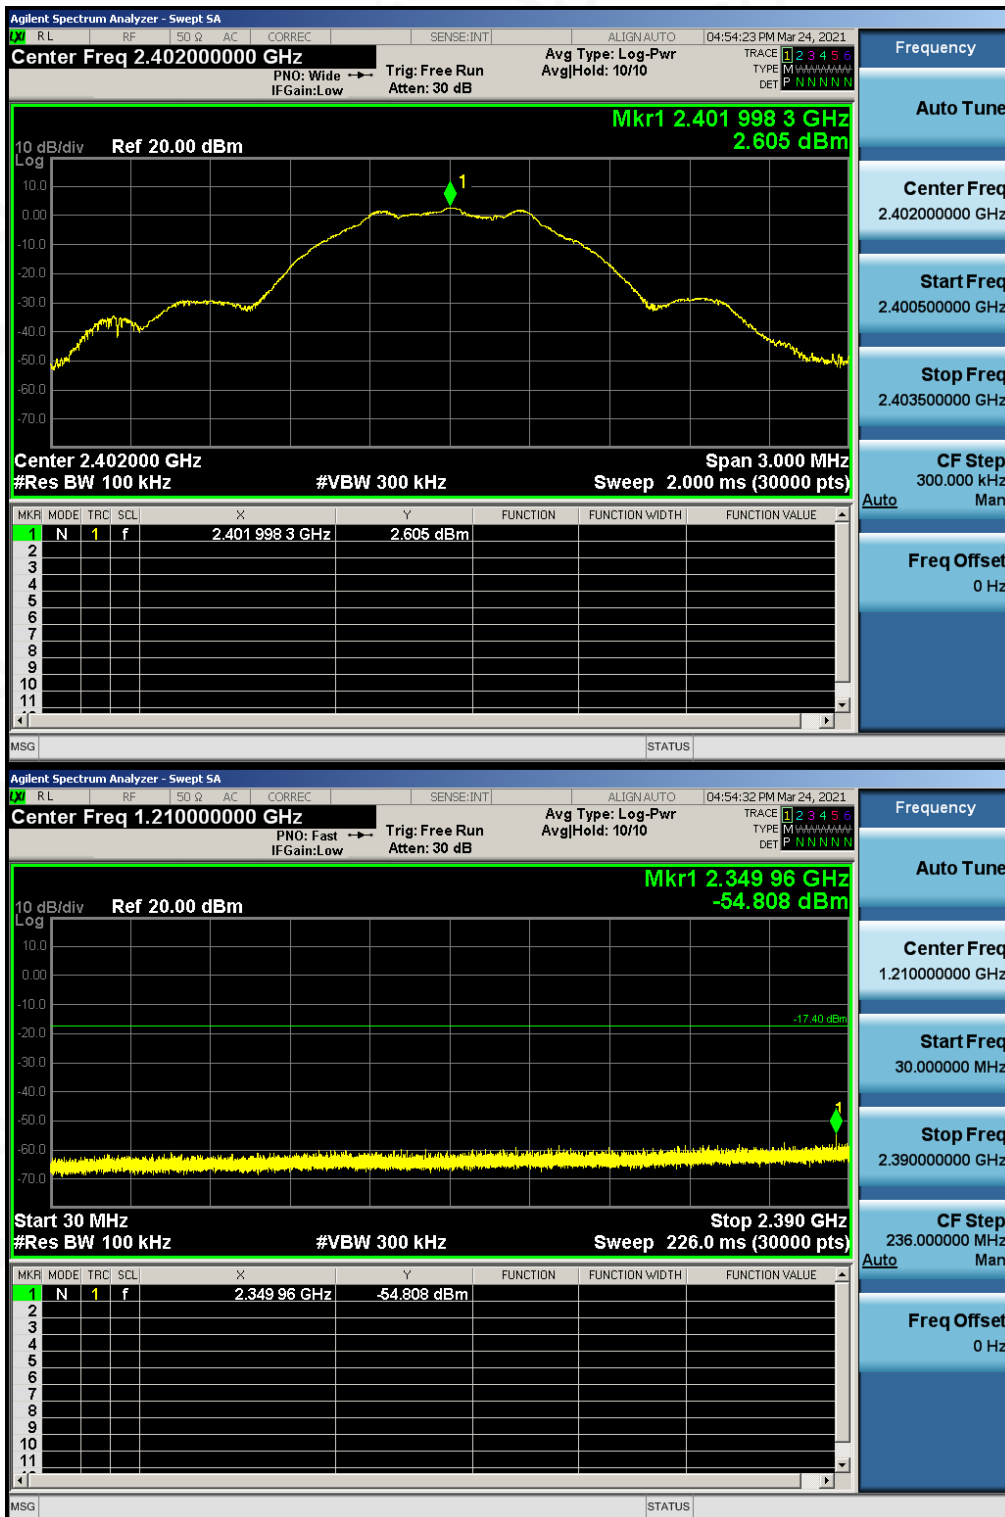 Agilent Spectrum Analyzer - Swept SA
LXI RL RF 50 Ω AC CORREC SENSE:INT ALIGN AUTO 04:54:23 PM Mar 24, 2021
Center Freq 2.402000000 GHz
PNO: Wide
IFGain:Low
Trig: Free Run
Atten: 30 dB
Avg Type: Log-Pwr
Avg|Hold: 10/10
TRACE 1 2 3 4 5 6
TYPE M
DET P N N N N N
Mkr1 2.401 998 3 GHz
2.605 dBm
10 dB/div Ref 20.00 dBm
Log
10.0
0.00
-10.0
-20.0
-30.0
-40.0
-50.0
-60.0
-70.0
1
Center 2.402000 GHz Span 3.000 MHz
#Res BW 100 kHz #VBW 300 kHz Sweep 2.000 ms (30000 pts)
MKR MODE TRC SCL X Y FUNCTION FUNCTION WIDTH FUNCTION VALUE
1 N 1 f 2.401 998 3 GHz 2.605 dBm
2
3
4
5
6
7
8
9
10
11
MSG STATUS
Frequency
Auto Tune
Center Freq
2.402000000 GHz
Start Freq
2.400500000 GHz
Stop Freq
2.403500000 GHz
CF Step
300.000 kHz
Auto Man
Freq Offset
0 Hz
Agilent Spectrum Analyzer - Swept SA
LXI RL RF 50 Ω AC CORREC SENSE:INT ALIGN AUTO 04:54:32 PM Mar 24, 2021
Center Freq 1.210000000 GHz
PNO: Fast
IFGain:Low
Trig: Free Run
Atten: 30 dB
Avg Type: Log-Pwr
Avg|Hold: 10/10
TRACE 1 2 3 4 5 6
TYPE M
DET P N N N N N
Mkr1 2.349 96 GHz
-54.808 dBm
10 dB/div Ref 20.00 dBm
Log
10.0
0.00
-10.0
-20.0
-30.0
-40.0
-50.0
-60.0
-70.0
-17.40 dBm
1
Start 30 MHz Stop 2.390 GHz
#Res BW 100 kHz #VBW 300 kHz Sweep 226.0 ms (30000 pts)
MKR MODE TRC SCL X Y FUNCTION FUNCTION WIDTH FUNCTION VALUE
1 N 1 f 2.349 96 GHz -54.808 dBm
2
3
4
5
6
7
8
9
10
11
MSG STATUS
Frequency
Auto Tune
Center Freq
1.210000000 GHz
Start Freq
30.000000 MHz
Stop Freq
2.390000000 GHz
CF Step
236.000000 MHz
Auto Man
Freq Offset
0 Hz